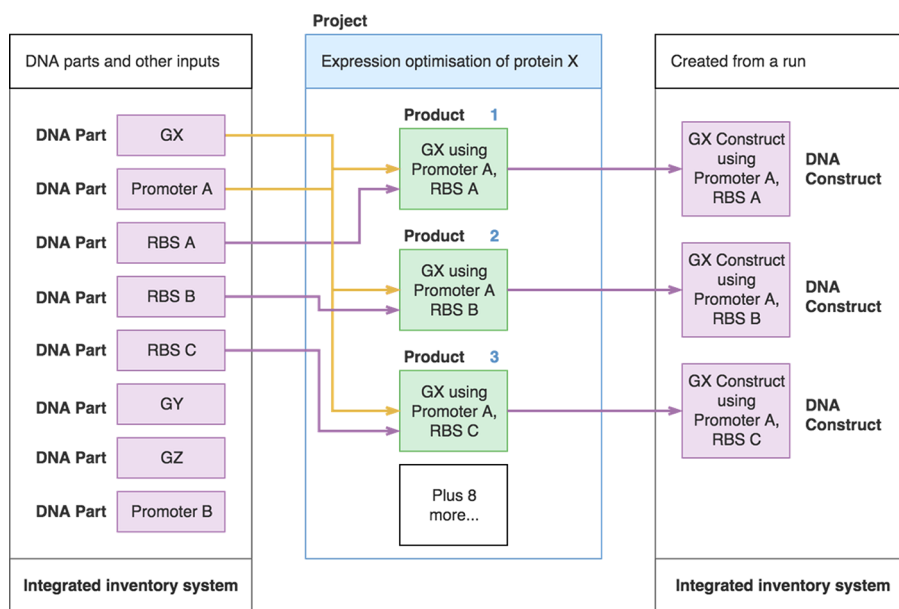 Project
DNA parts and other inputs
Expression optimisation of protein X
Created from a run
DNA Part
GX
DNA Part
Promoter A
DNA Part
RBS A
DNA Part
RBS B
DNA Part
RBS C
DNA Part
GY
DNA Part
GZ
DNA Part
Promoter B
Integrated inventory system
Product 1
GX using
Promoter A,
RBS A
Product 2
GX using
Promoter A
RBS B
Product 3
GX using
Promoter A,
RBS C
Plus 8
more...
GX Construct
using
Promoter A,
RBS A
DNA
Construct
GX Construct
using
Promoter A,
RBS B
DNA
Construct
GX Construct
using
Promoter A,
RBS C
DNA
Construct
Integrated inventory system